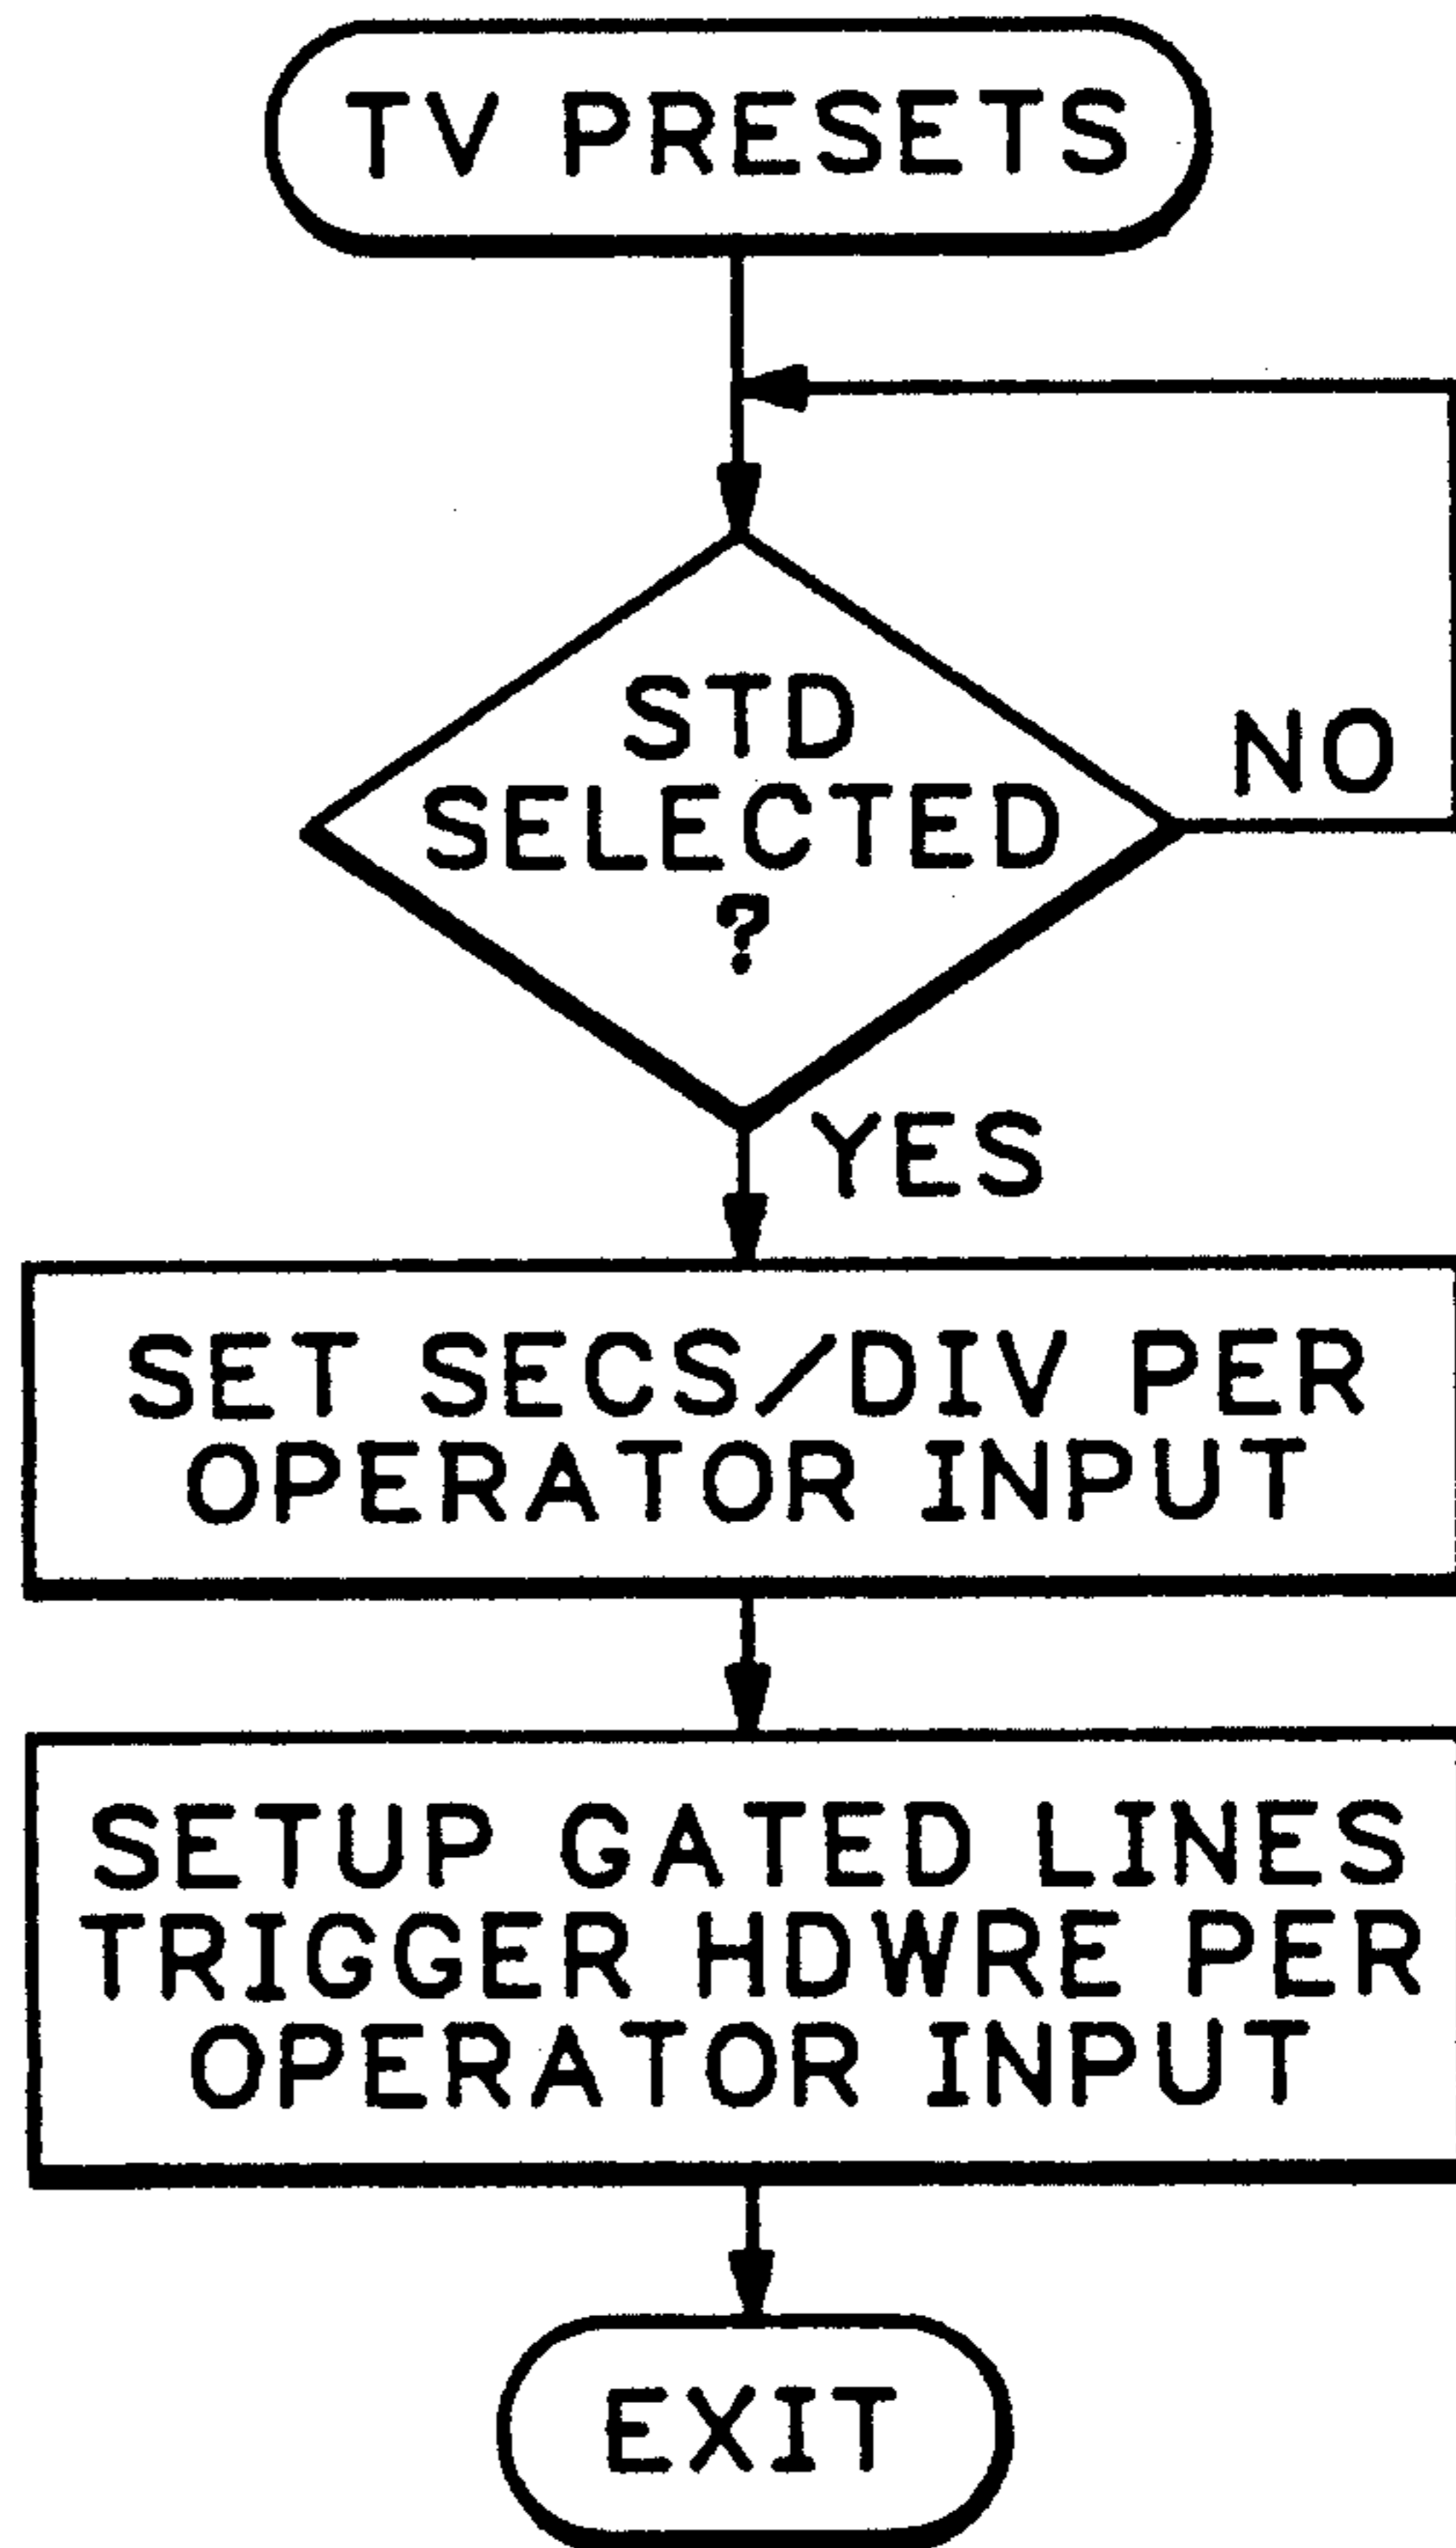 TV PRESETS
STD
SELECTED
?
NO
YES
SET SECS/DIV PER
OPERATOR INPUT
SETUP GATED LINES
TRIGGER HDWRE PER
OPERATOR INPUT
EXIT